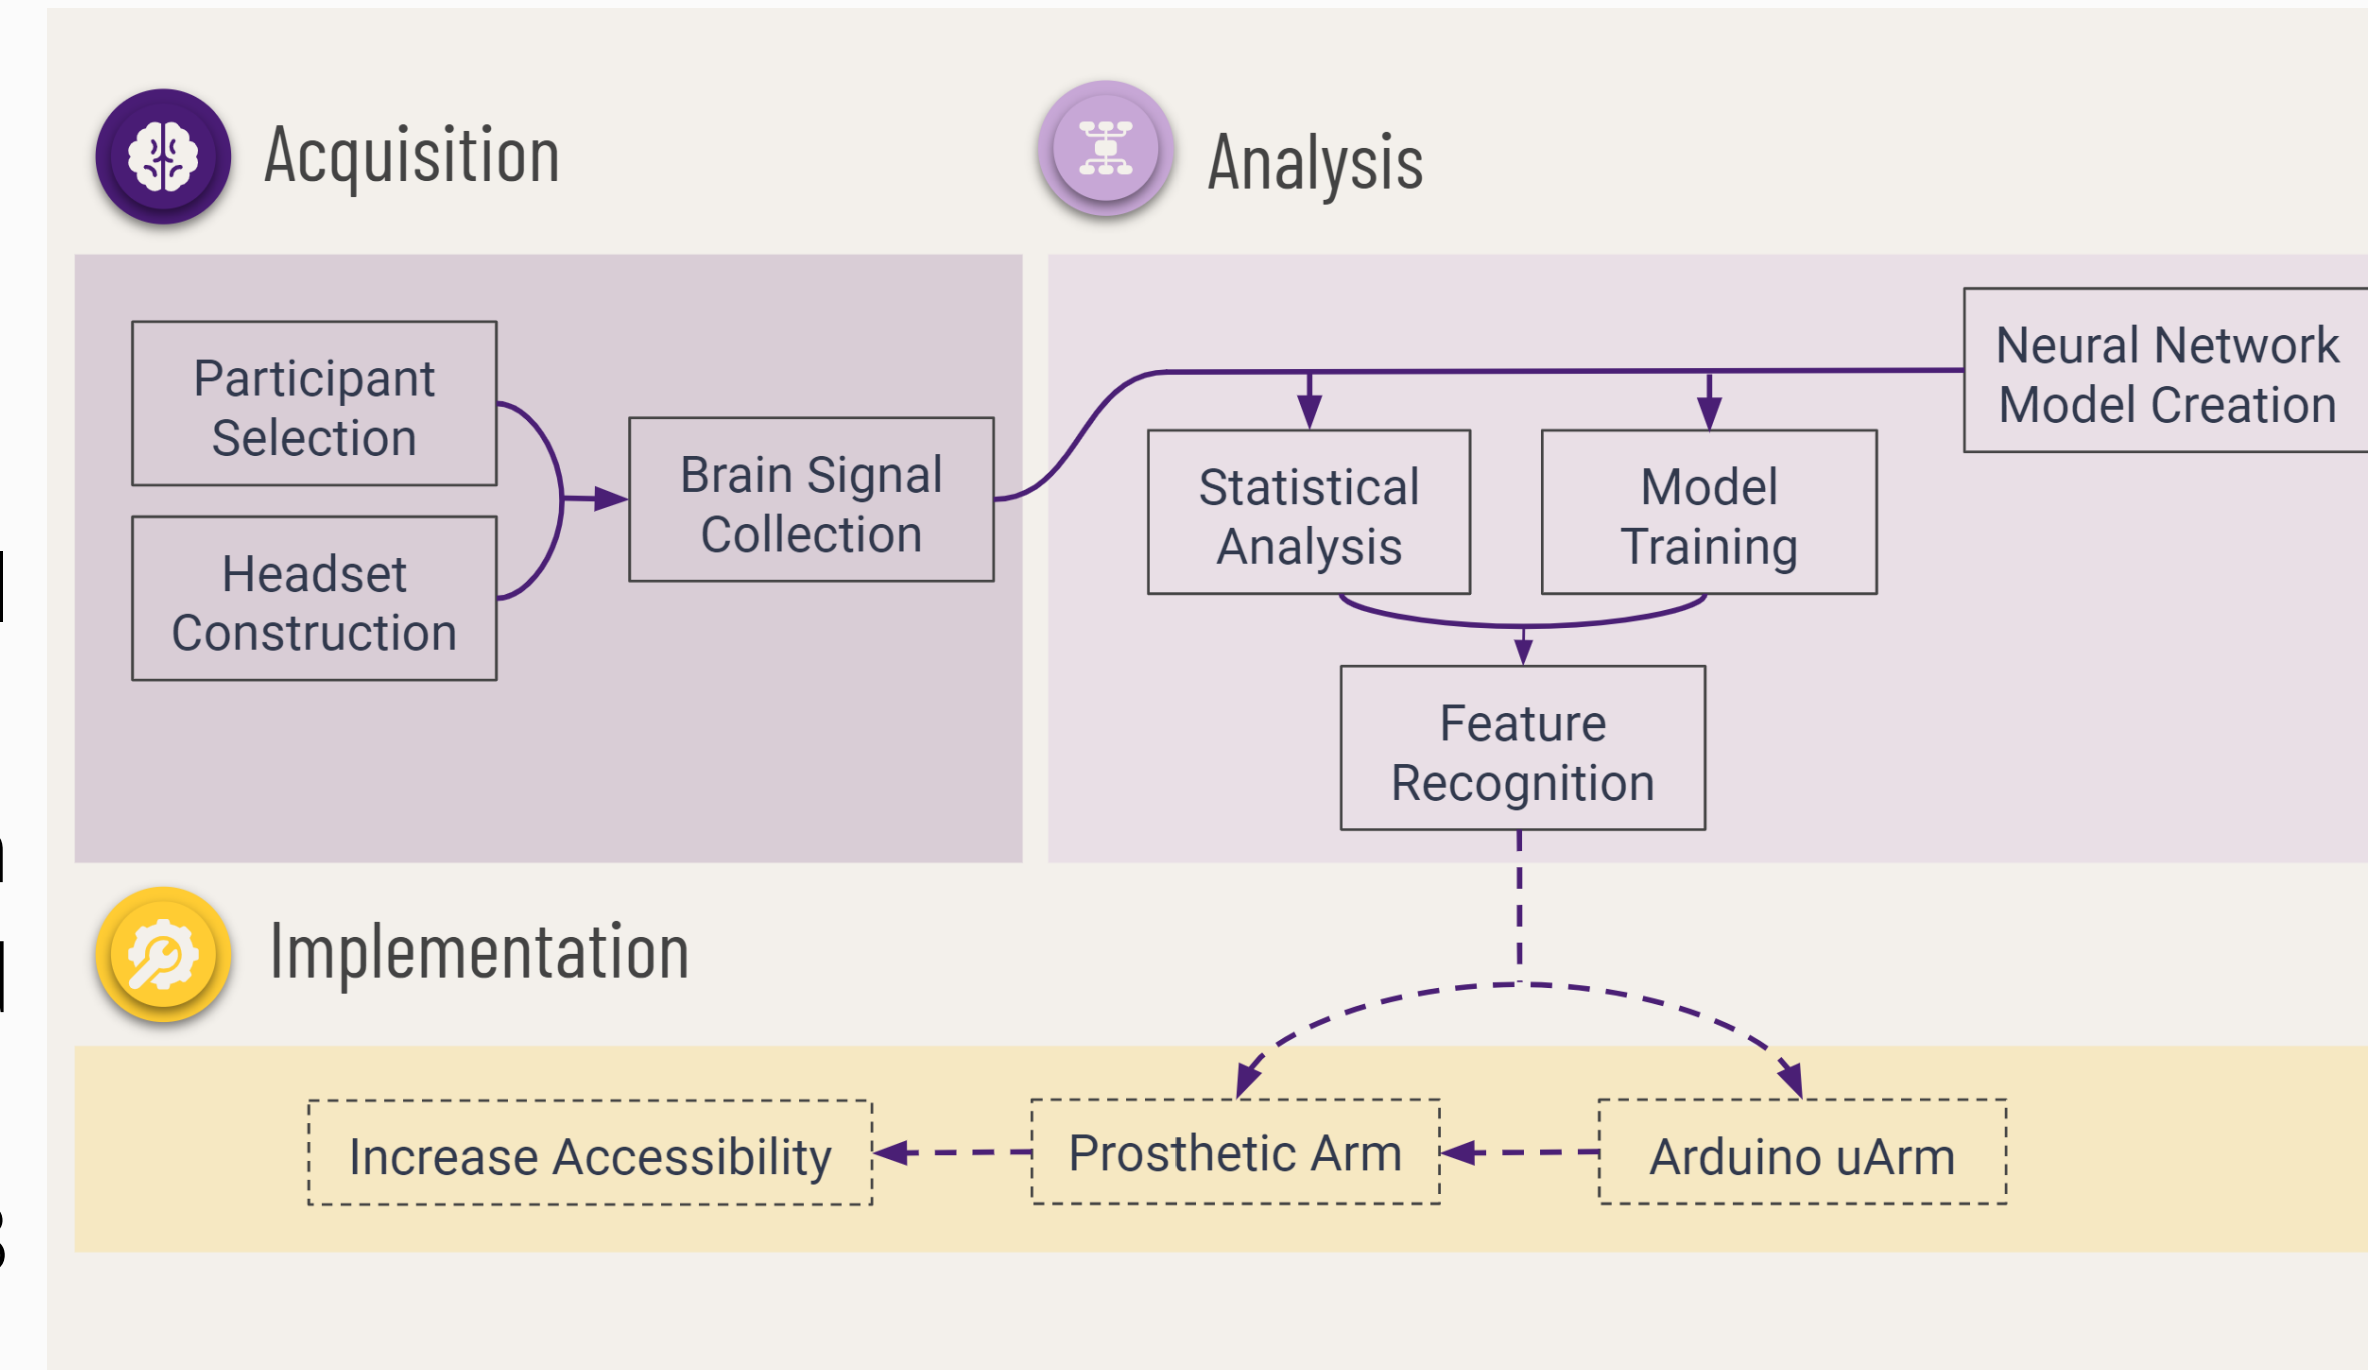 Acquisition
Participant
Selection
Headset
Construction
Brain Signal
Collection
Analysis
Neural Network
Model Creation
Statistical
Analysis
Model
Training
Feature
Recognition
Implementation
Increase Accessibility
Prosthetic Arm
Arduino uArm